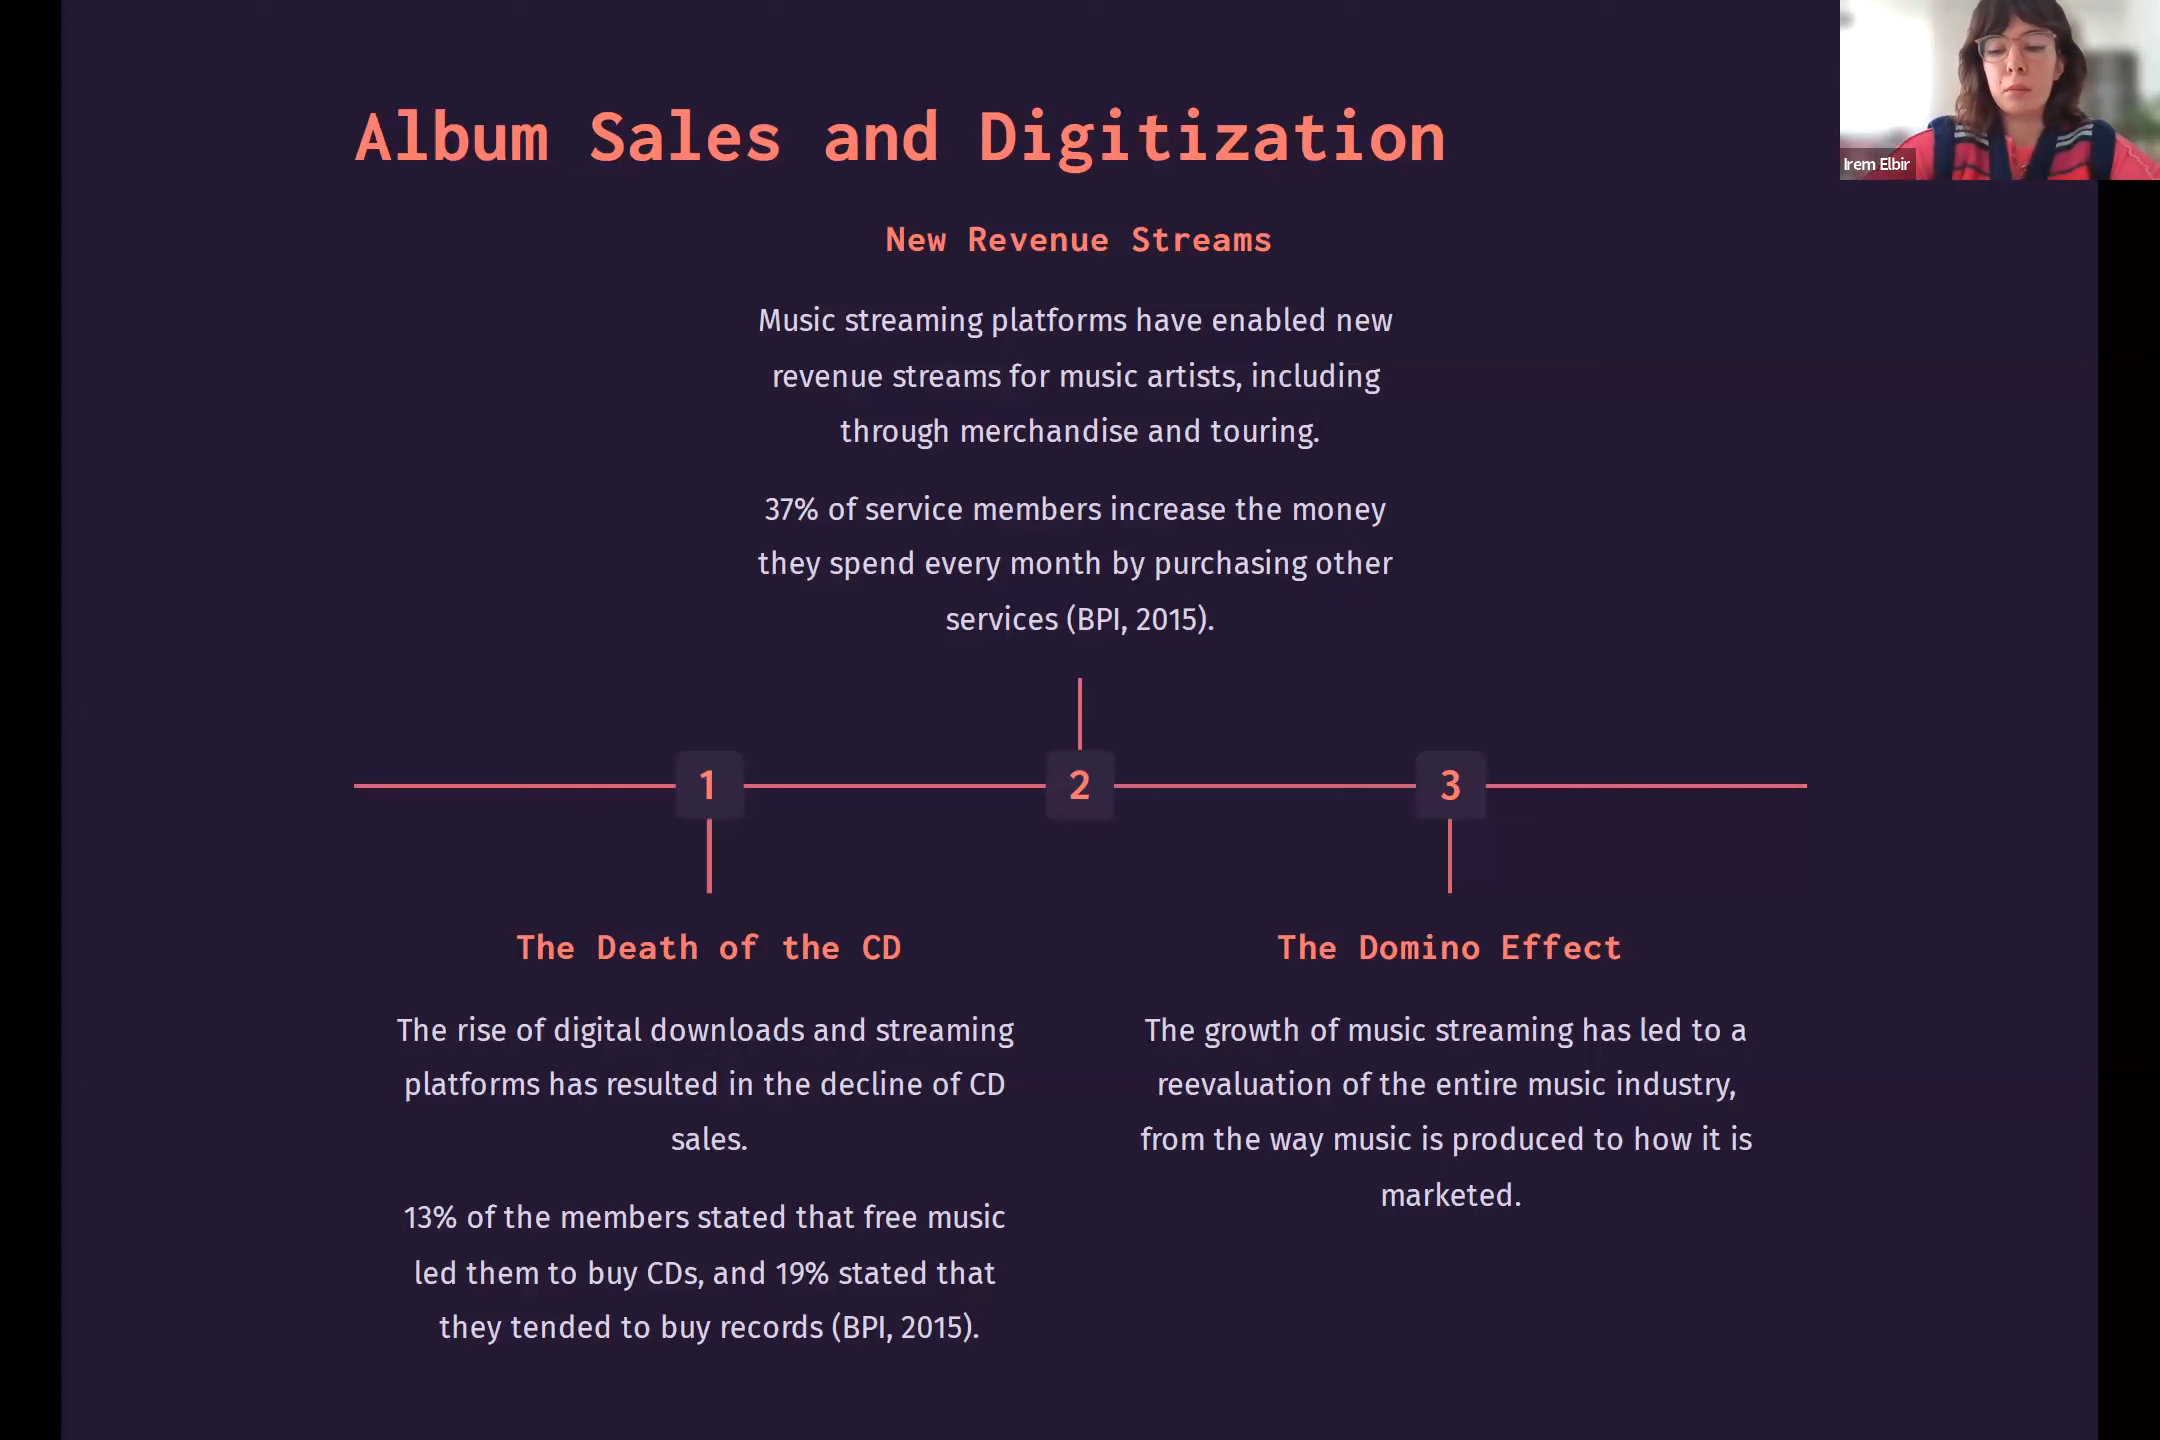 Album Sales and Digitization
Irem Elbir
New Revenue Streams
Music streaming platforms have enabled new
revenue streams for music artists, including
through merchandise and touring.
37% of service members increase the money
they spend every month by purchasing other
services (BPI, 2015).
1
2
3
The Death of the CD
The rise of digital downloads and streaming
platforms has resulted in the decline of CD
sales.
13% of the members stated that free music
led them to buy CDs, and 19% stated that
they tended to buy records (BPI, 2015).
The Domino Effect
The growth of music streaming has led to a
reevaluation of the entire music industry,
from the way music is produced to how it is
marketed.